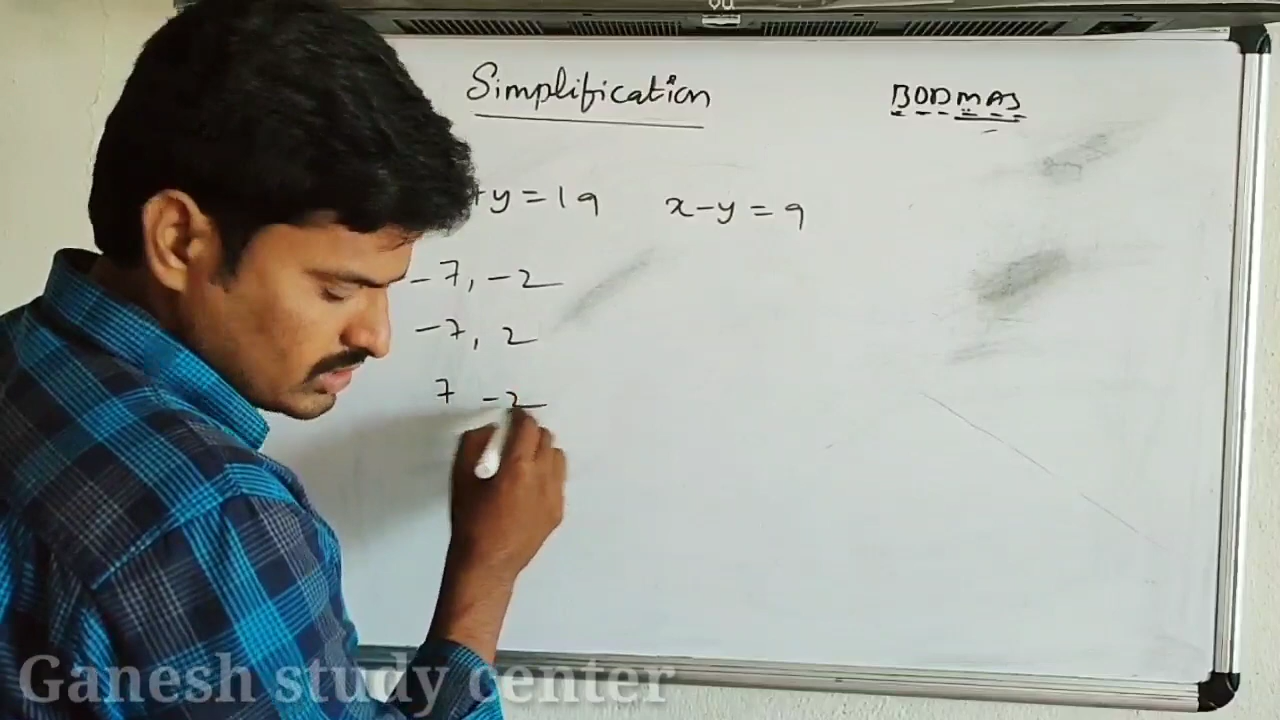 Simplification
BODMAS
+y = 19
x-y = 9
-7, -2
-7, 2
7 -2
Ganesh study center